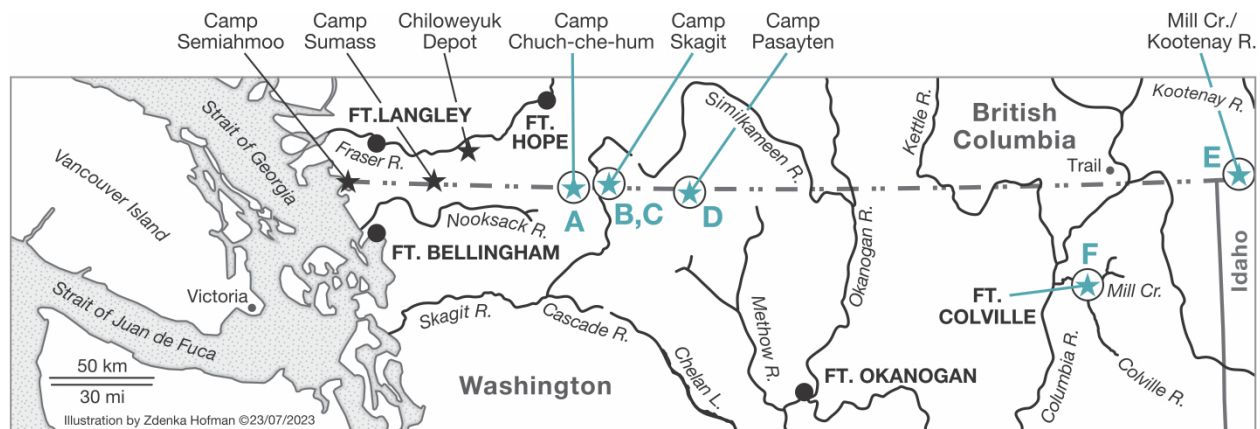 Camp
Semiahmoo
Camp
Sumass
Chiloweyuk
Depot
Camp
Chuch-che-hum
Camp
Skagit
Camp
Pasayten
Mill Cr./
Kootenay R.
Strait of Georgia
Vancouver Island
FT.LANGLEY
Fraser R.
FT.
HOPE
Similkameen R.
Kettle R.
British
Columbia
Trail
Kootenay R.
E
A
B,C
D
Nooksack R.
FT. BELLINGHAM
Okanogan R.
F
Mill Cr.
FT.
COLVILLE
Idaho
Victoria
Strait of Juan de Fuca
Skagit R.
Cascade R.
Chelan L.
Methow R.
Columbia R.
Colville R.
50 km
30 mi
Washington
FT. OKANOGAN
Illustration by Zdenka Hofman ©23/07/2023